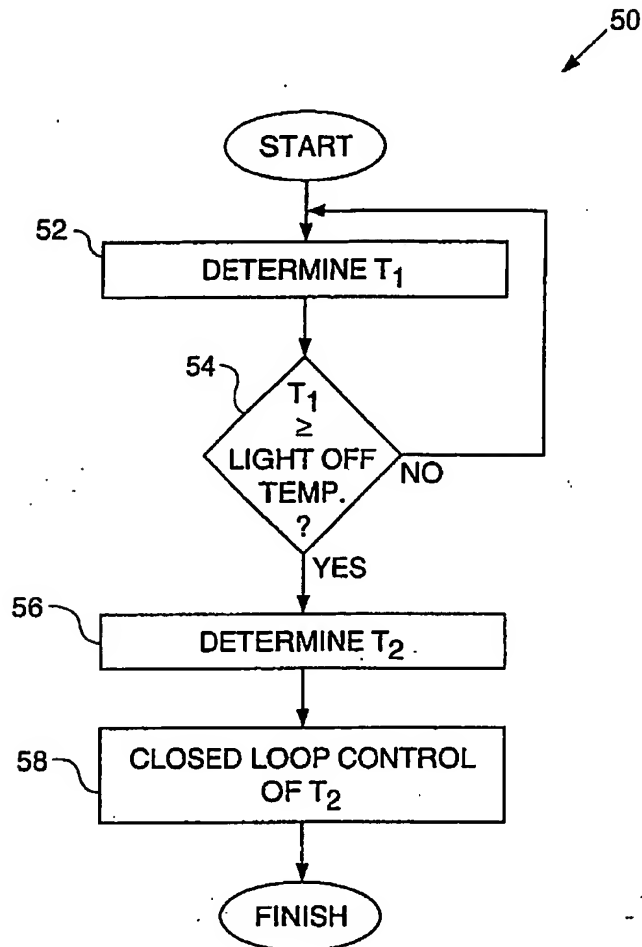 50
START
52
DETERMINE T1
54
T1
≥
LIGHT OFF
TEMP.
?
NO
YES
56
DETERMINE T2
58
CLOSED LOOP CONTROL
OF T2
FINISH